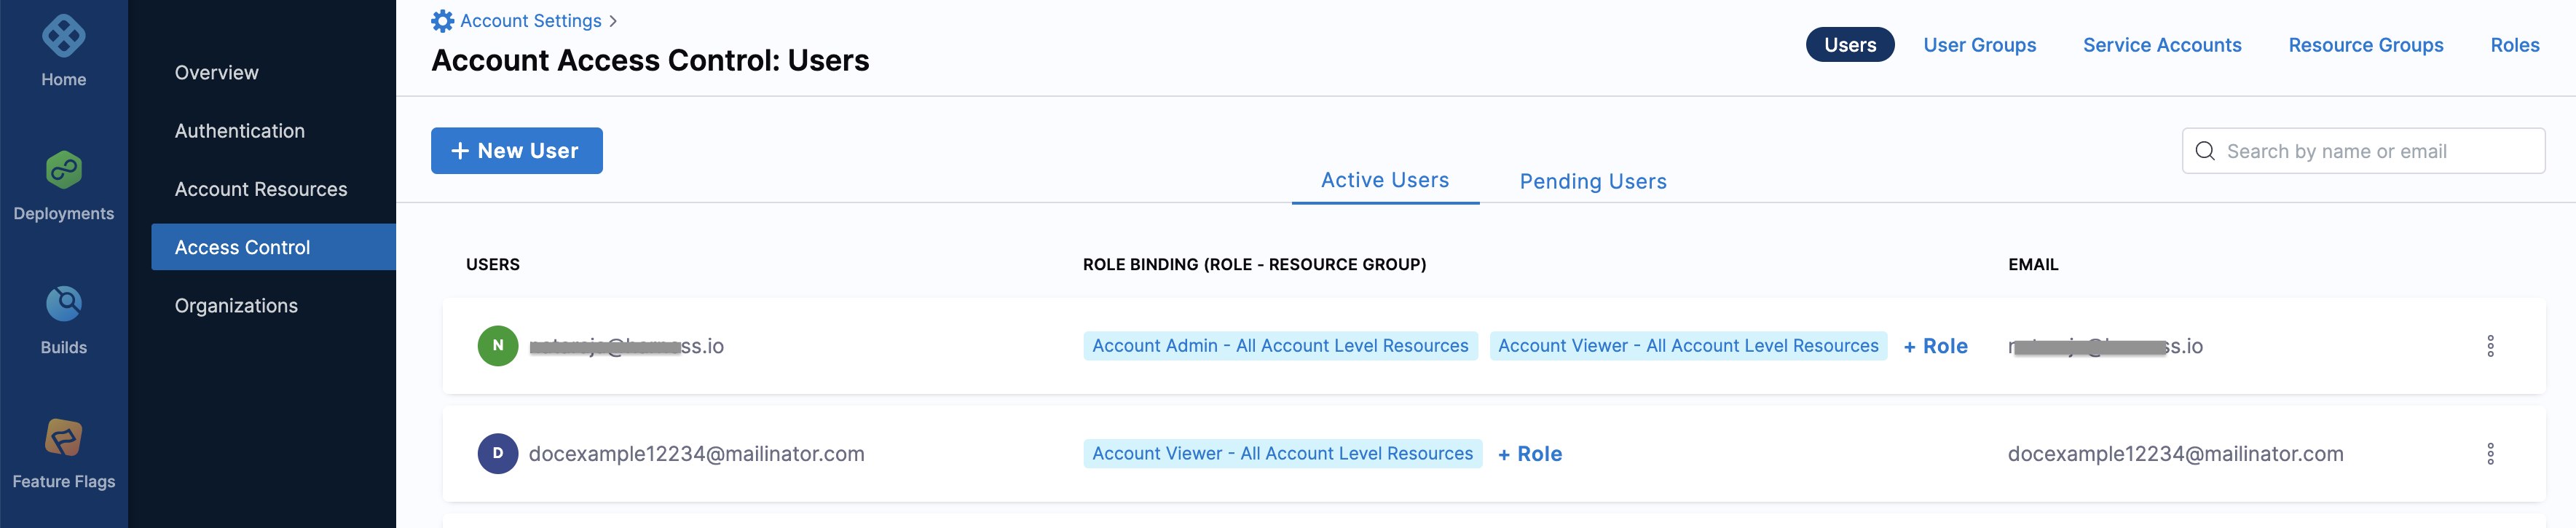 Home
Deployments
Builds
Feature Flags
Overview
Authentication
Account Resources
Access Control
Organizations
Account Settings >
Account Access Control: Users
Users User Groups Service Accounts Resource Groups Roles
+ New User
Active Users Pending Users
Search by name or email
USERS ROLE BINDING (ROLE - RESOURCE GROUP) EMAIL
N ss.io Account Admin - All Account Level Resources Account Viewer - All Account Level Resources + Role s.io
D docexample12234@mailinator.com Account Viewer - All Account Level Resources + Role docexample12234@mailinator.com